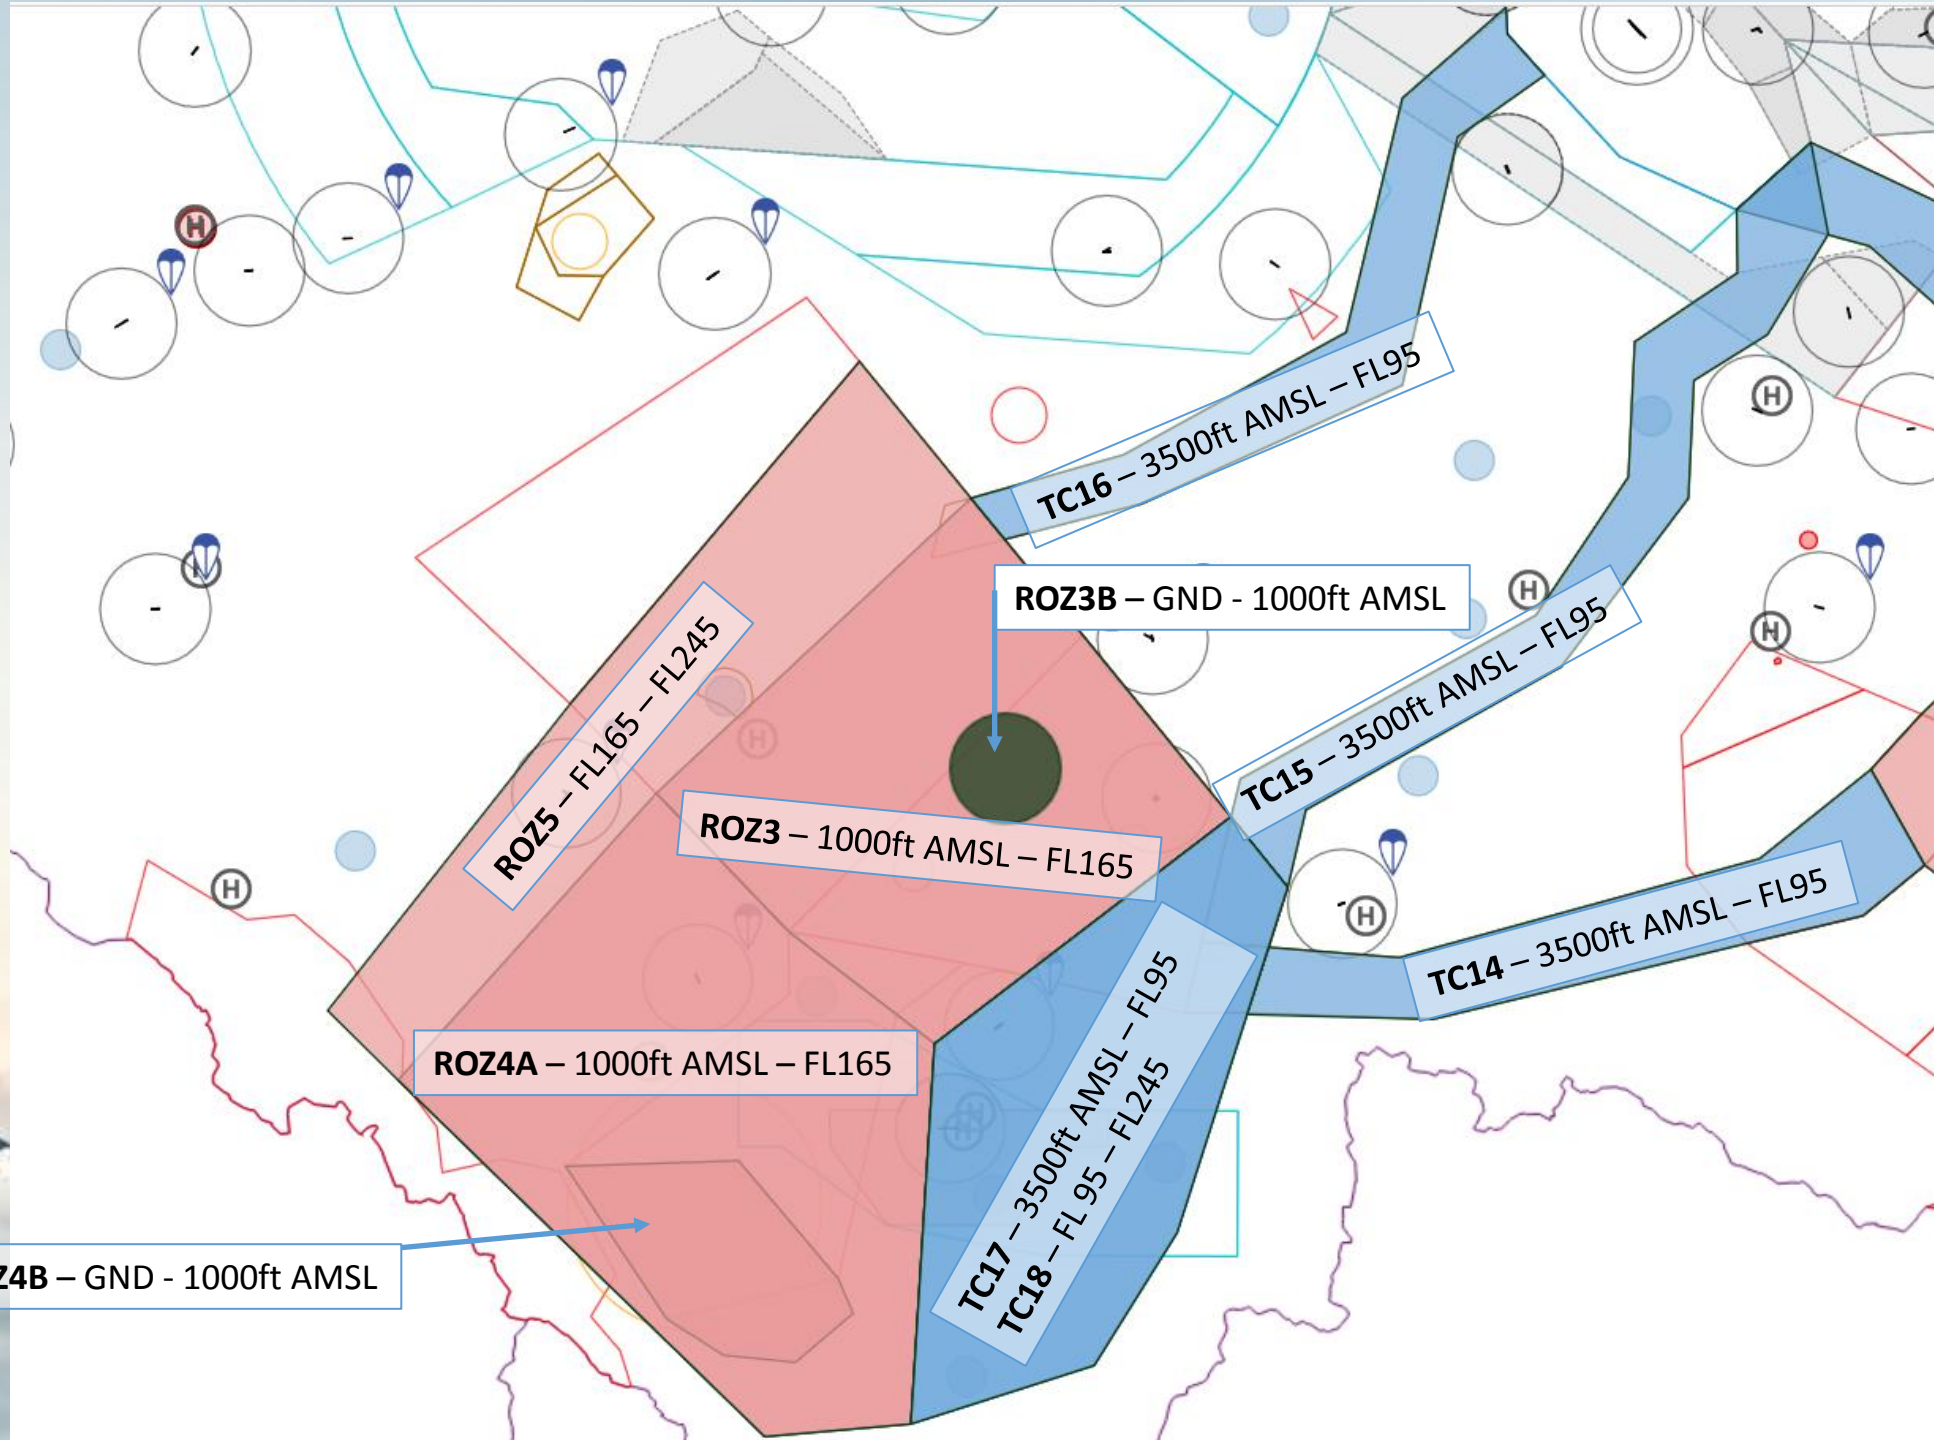 TC16 – 3500ft AMSL – FL95
ROZ3B – GND - 1000ft AMSL
TC15 – 3500ft AMSL – FL95
ROZ5 – FL165 – FL245
ROZ3 – 1000ft AMSL – FL165
TC14 – 3500ft AMSL – FL95
ROZ4A – 1000ft AMSL – FL165
TC17 – 3500ft AMSL – FL95
TC18 – FL 95 – FL245
Z4B – GND - 1000ft AMSL
H
H
H
H
H
H
H
H
H